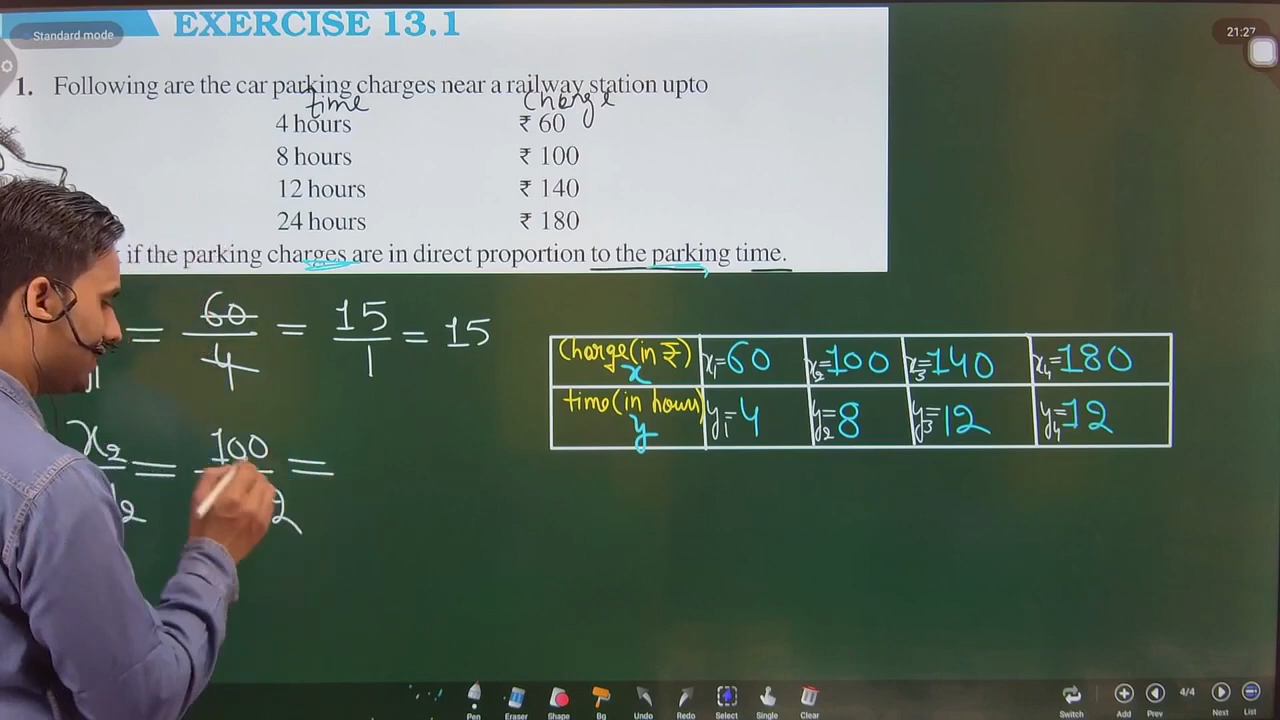 Standard mode
EXERCISE 13.1
21:27
1. Following are the car parking charges near a railway station upto
time charge
4 hours ₹ 60
8 hours ₹ 100
12 hours ₹ 140
24 hours ₹ 180
if the parking charges are in direct proportion to the parking time.
= 60/4 = 15/1 = 15
x₂ = 100 =
2 2
Charge (in ₹) x x₁=60 x₂=100 x₃=140 x₄=180
time (in hours) y y₁=4 y₂=8 y₃=12 y₄=12
Pen Eraser Shape Bg Undo Redo Select Single Clear Switch Add Prev 4/4 Next List